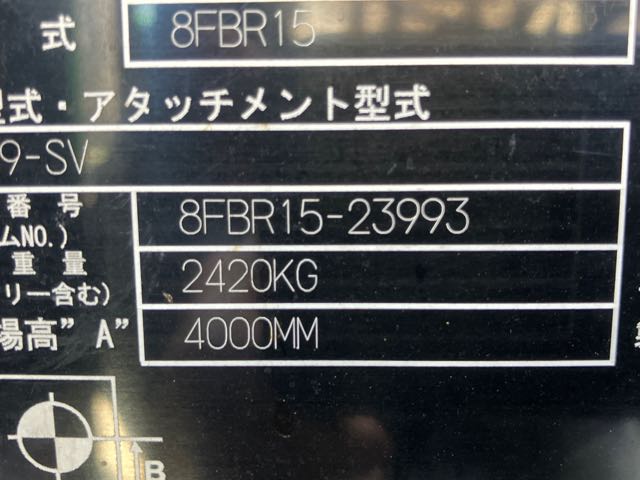 式 8FBR15
型式・アタッチメント型式
9-SV
番号 8FBR15-23993
ムNO.)
重量 2420KG
リー含む)
場高”A” 4000MM
B